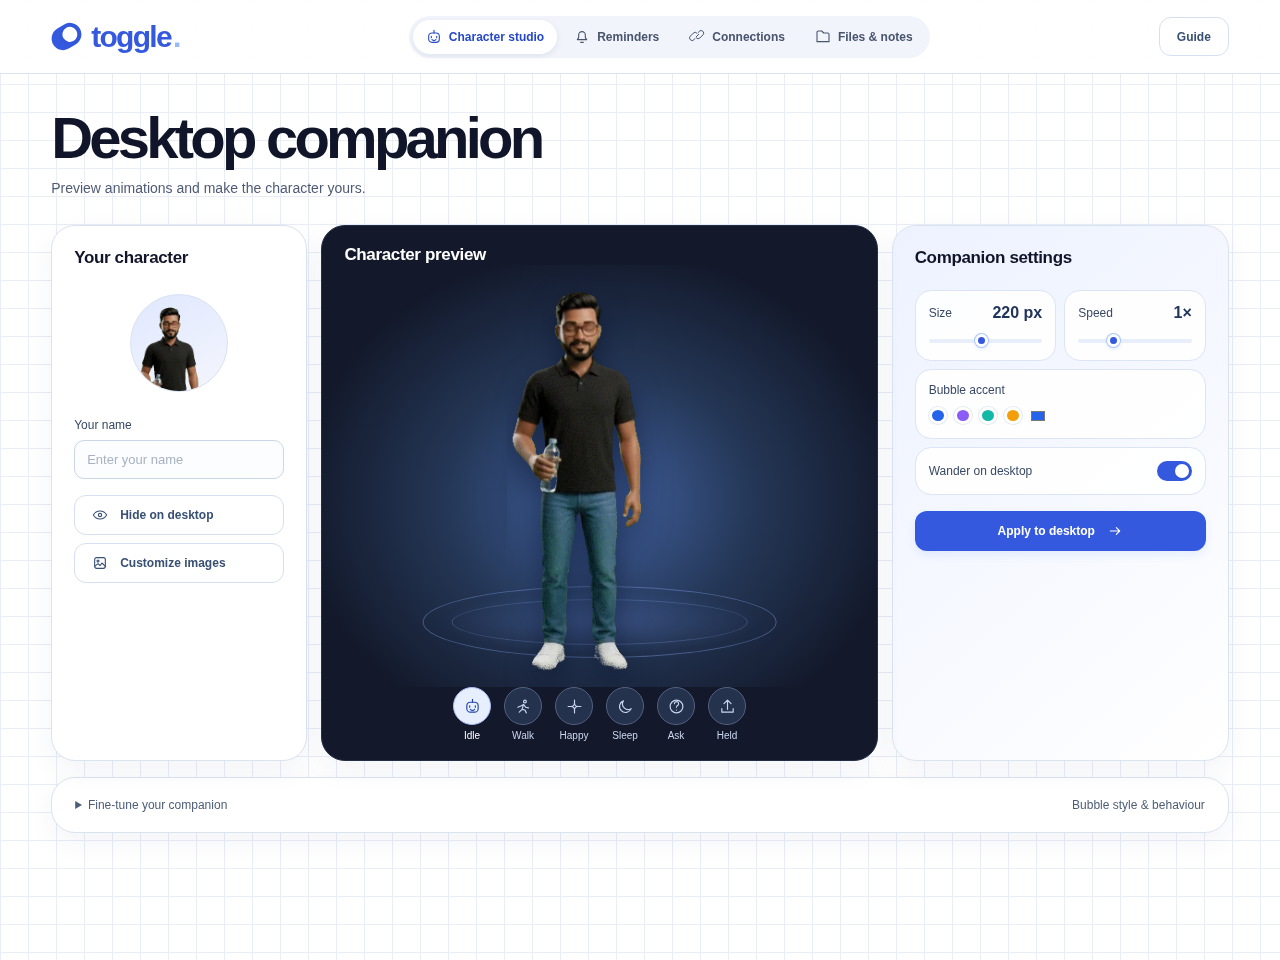 toggle.
Character studio
Reminders
Connections
Files & notes
Guide
Desktop companion
Preview animations and make the character yours.
Your character
Your name
Enter your name
Hide on desktop
Customize images
Character preview
Idle
Walk
Happy
Sleep
Ask
Held
Companion settings
Size 220 px
Speed 1×
Bubble accent
Wander on desktop
Apply to desktop
Fine-tune your companion
Bubble style & behaviour